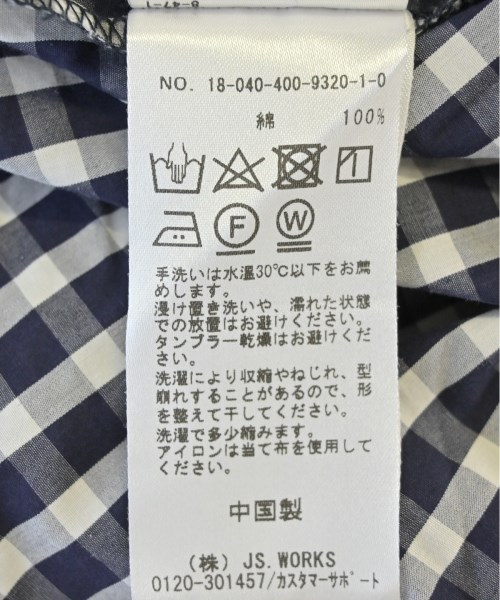 NO. 18-040-400-9320-1-0
綿 100%
F W
手洗いは水温30℃以下をお薦
めします。
浸け置き洗いや、濡れた状態
での放置はお避けください。
タンブラー乾燥はお避けくださ
い。
洗濯により収縮やねじれ、型
崩れすることがあるので、形
を整えて干してください。
洗濯で多少縮みます。
アイロンは当て布を使用して
ください。
中国製
(株) JS.WORKS
0120-301457/カスタマーサポート